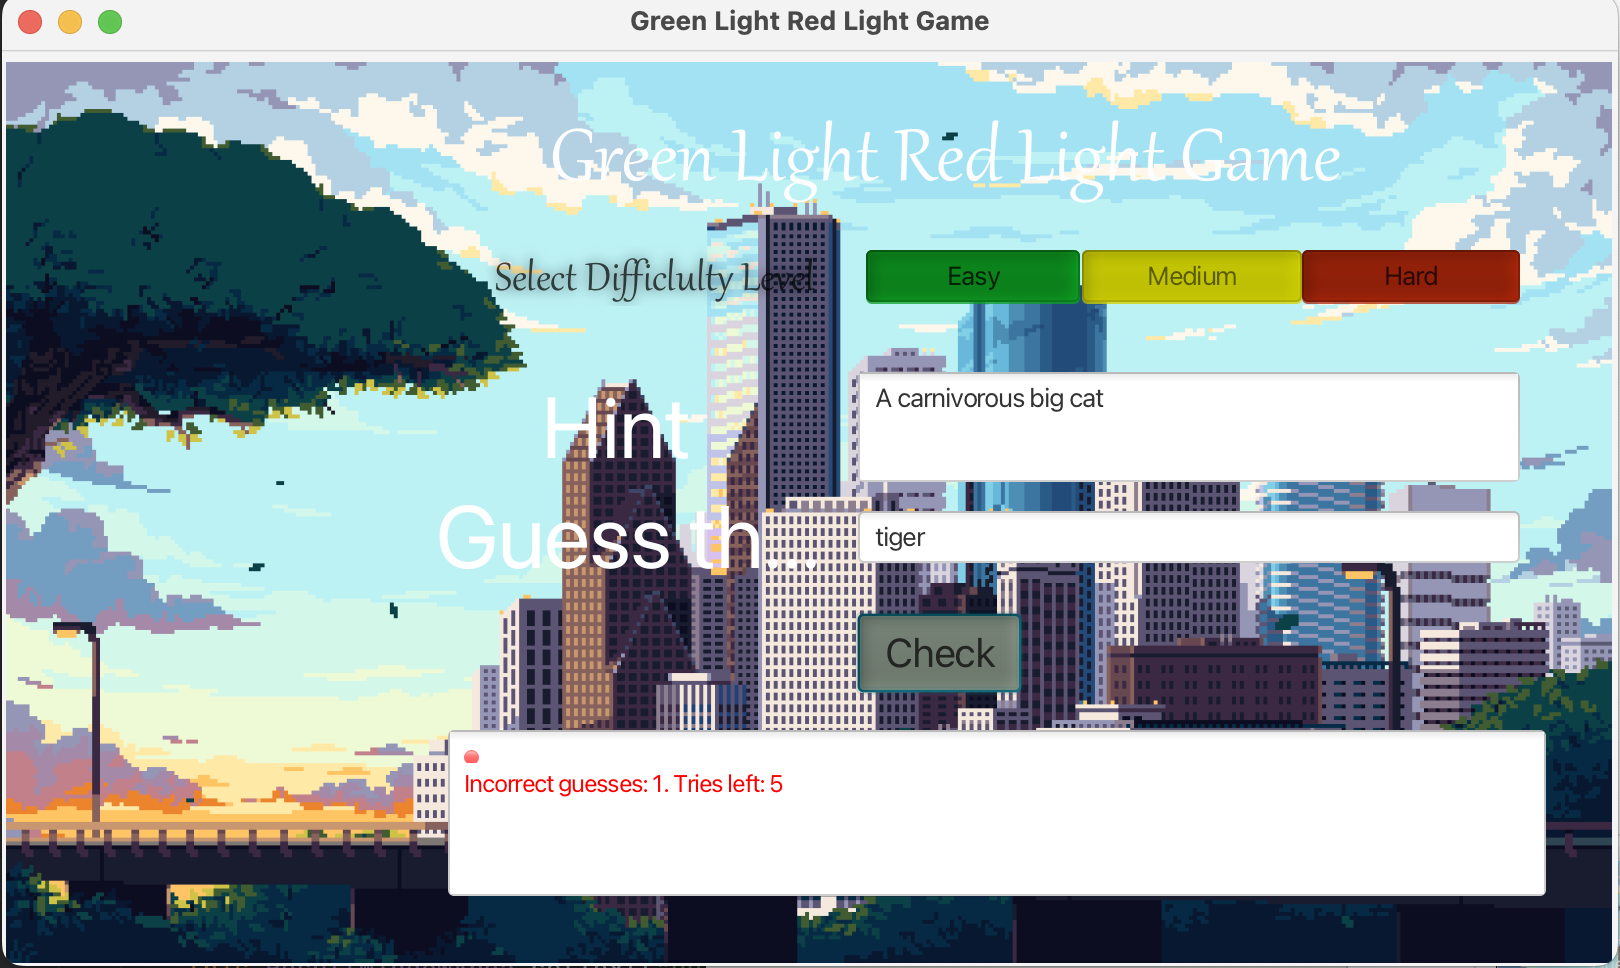 Green Light Red Light Game
Green Light Red Light Game
Select Difficlulty Level
Easy
Medium
Hard
Hint
A carnivorous big cat
Guess th...
tiger
Check
Incorrect guesses: 1. Tries left: 5